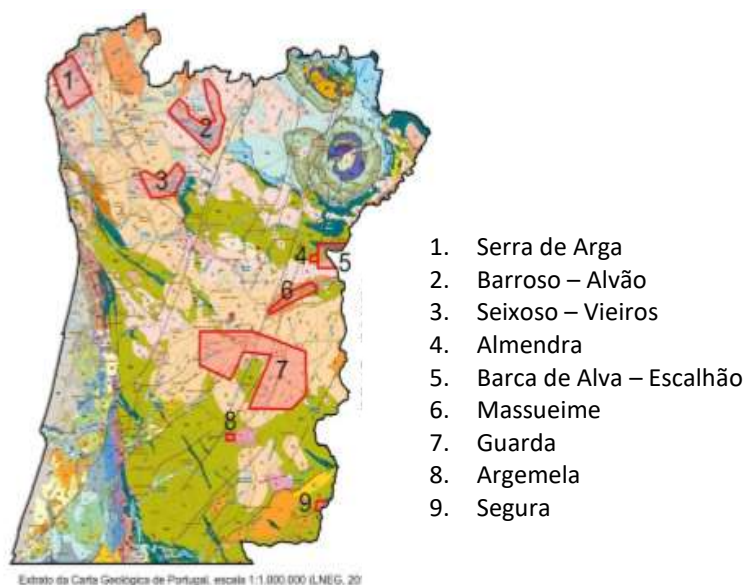 1
2
3
4
5
6
7
8
9
1. Serra de Arga
2. Barroso – Alvão
3. Seixoso – Vieiros
4. Almendra
5. Barca de Alva – Escalhão
6. Massueime
7. Guarda
8. Argemela
9. Segura
Extrato da Carta Geológica de Portugal, escala 1:1.000.000 (LNEG, 20